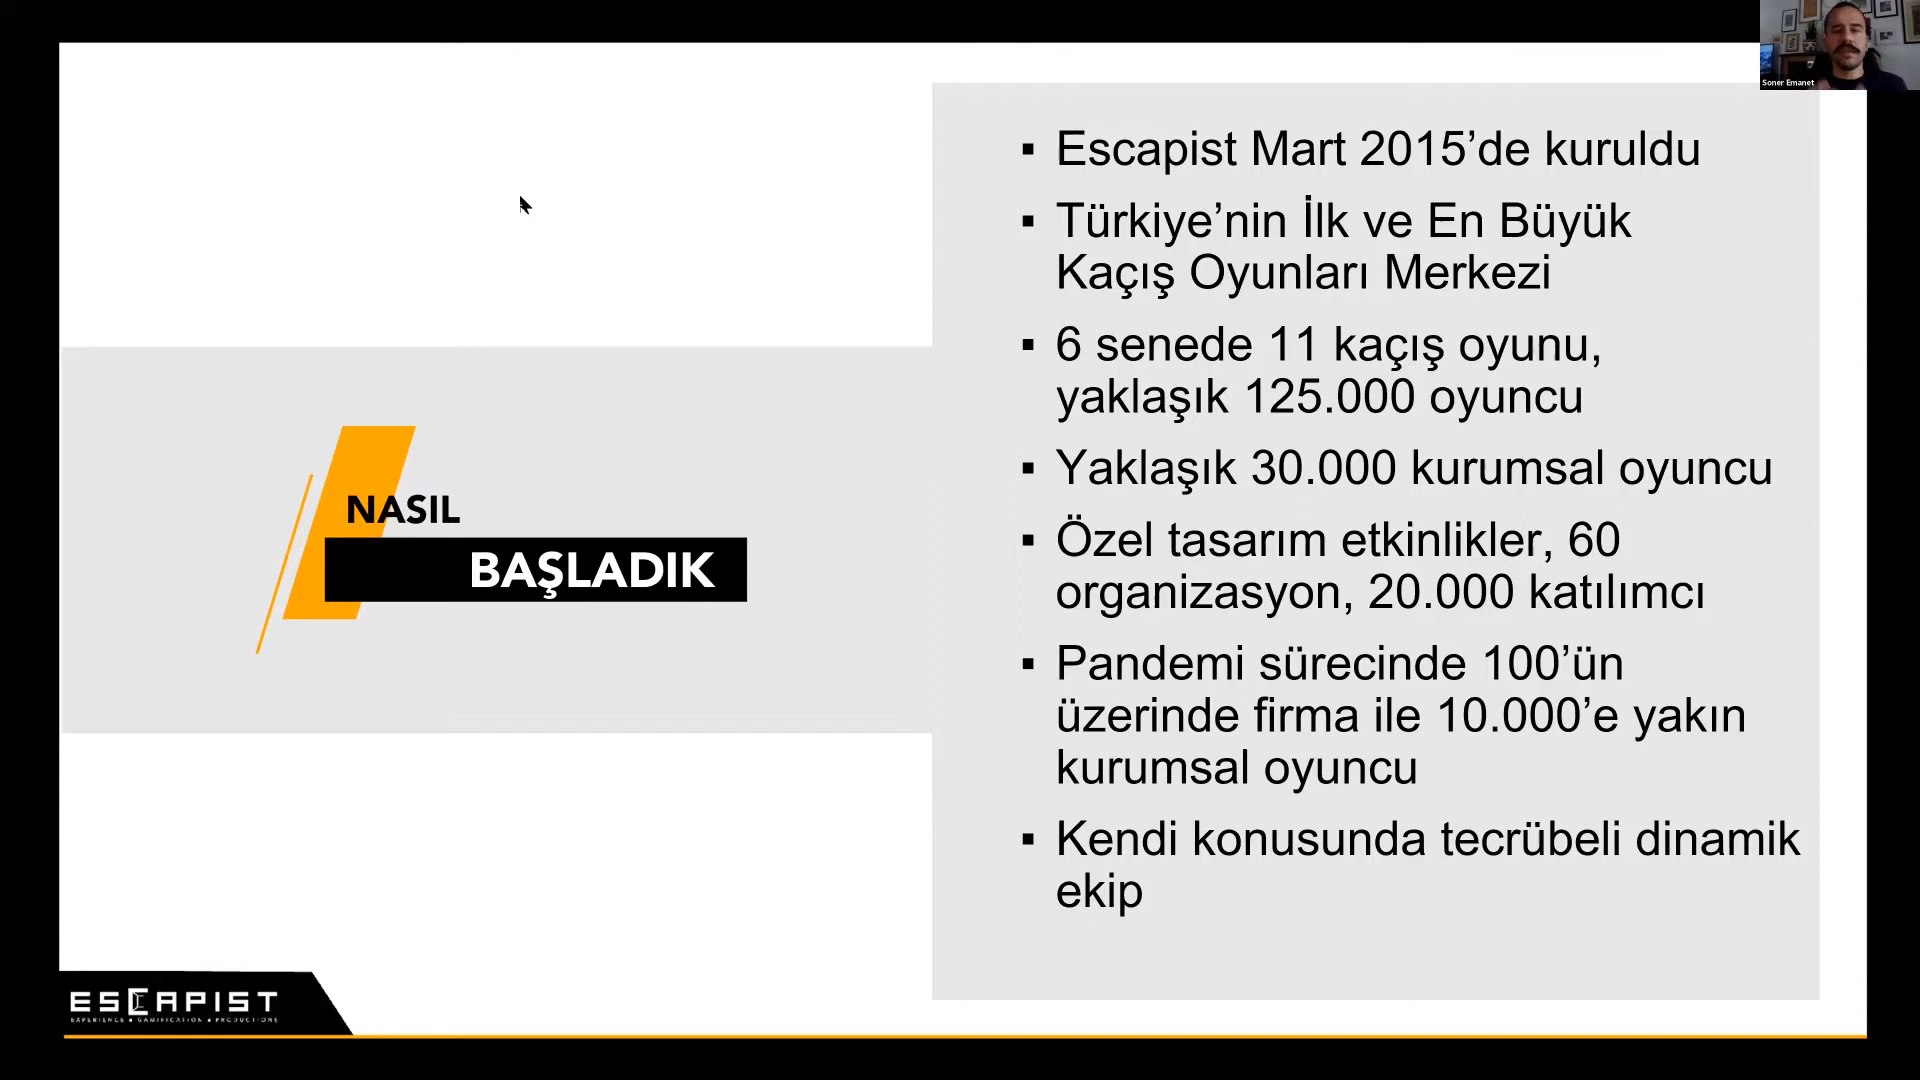 Soner Emanet
NASIL
BAŞLADIK
▪ Escapist Mart 2015’de kuruldu
▪ Türkiye’nin İlk ve En Büyük
Kaçış Oyunları Merkezi
▪ 6 senede 11 kaçış oyunu,
yaklaşık 125.000 oyuncu
▪ Yaklaşık 30.000 kurumsal oyuncu
▪ Özel tasarım etkinlikler, 60
organizasyon, 20.000 katılımcı
▪ Pandemi sürecinde 100’ün
üzerinde firma ile 10.000’e yakın
kurumsal oyuncu
▪ Kendi konusunda tecrübeli dinamik
ekip
ESCAPIST
EXPERIENCE ● GAMIFICATION ● PRODUCTIONS